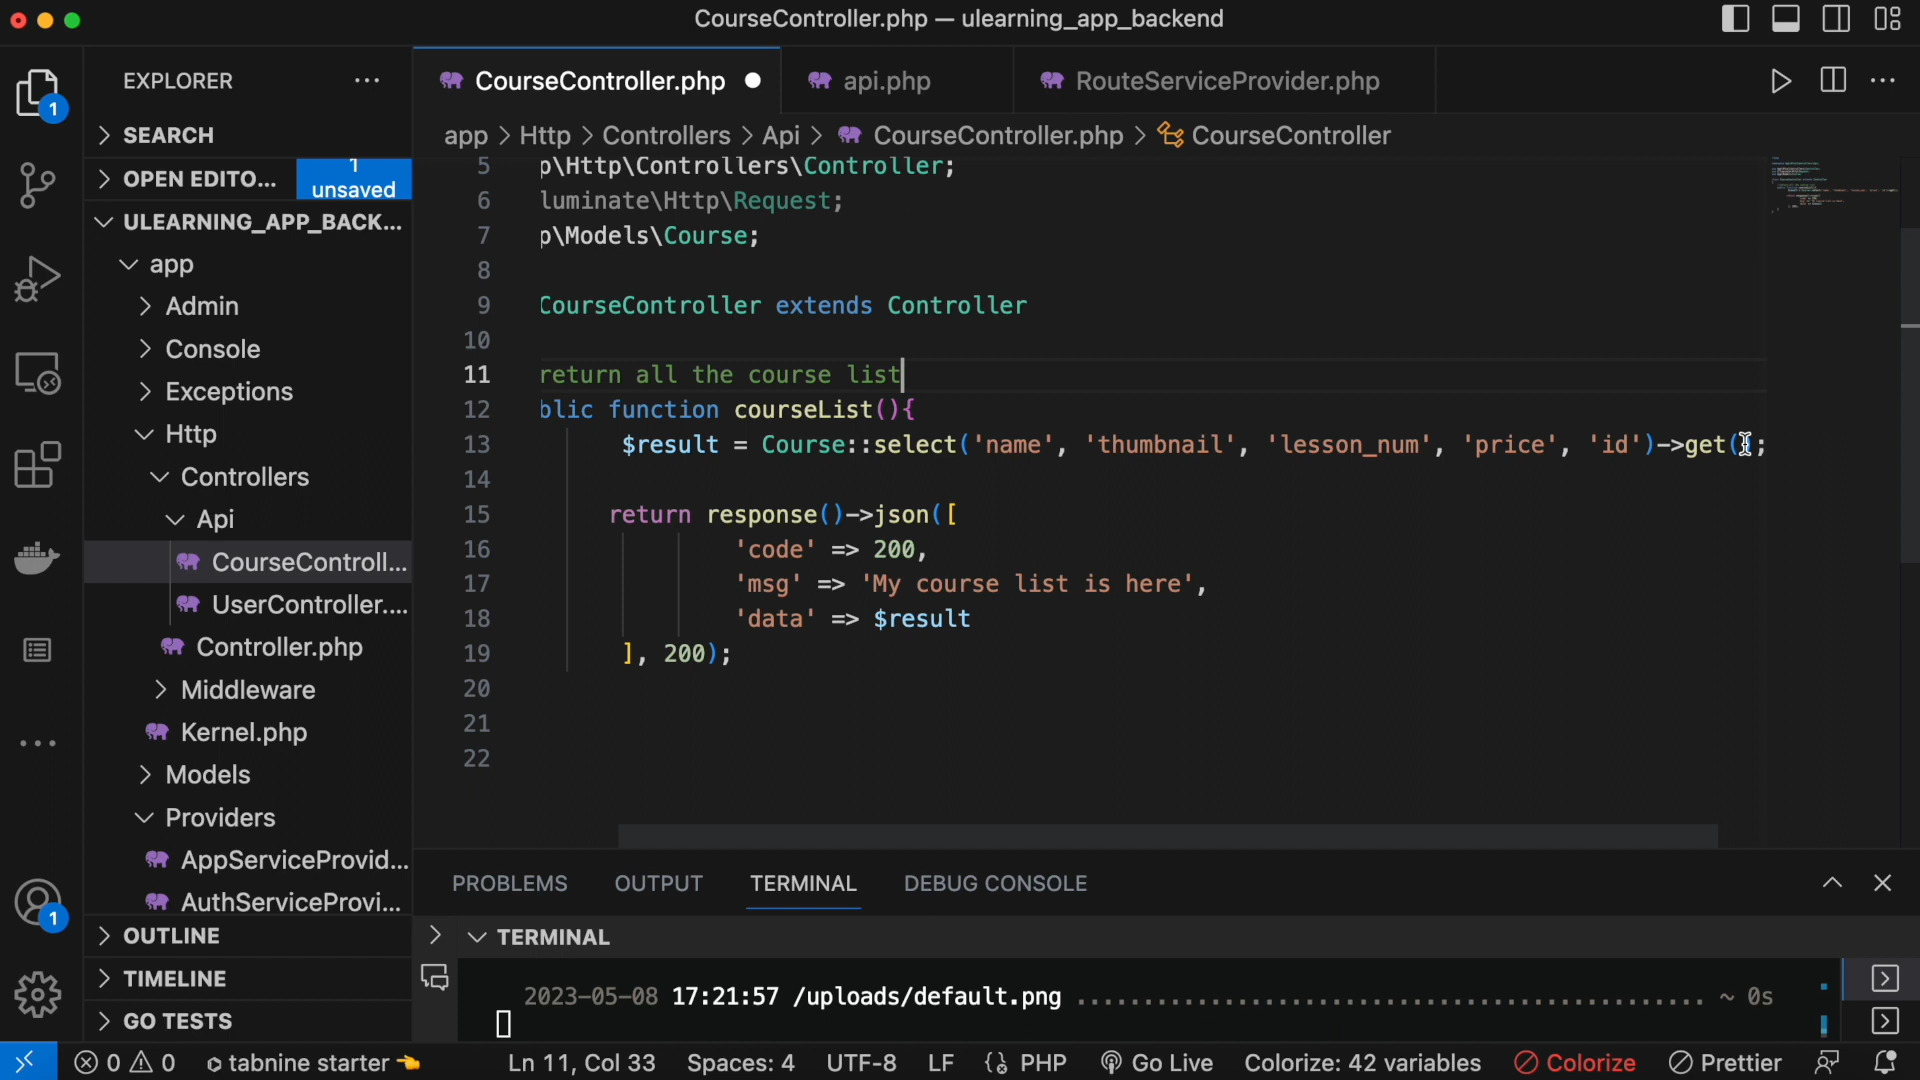 CourseController.php — ulearning_app_backend
EXPLORER
CourseController.php
api.php
RouteServiceProvider.php
1
SEARCH
OPEN EDITO...
1 unsaved
ULEARNING_APP_BACK...
app
Admin
Console
Exceptions
Http
Controllers
Api
CourseControll...
UserController....
Controller.php
Middleware
Kernel.php
Models
Providers
AppServiceProvid...
AuthServiceProvi...
OUTLINE
TIMELINE
GO TESTS
1
app > Http > Controllers > Api > CourseController.php > CourseController
5 p\Http\Controllers\Controller;
6 luminate\Http\Request;
7 p\Models\Course;
8
9 CourseController extends Controller
10
11 return all the course list
12 blic function courseList(){
13 $result = Course::select('name', 'thumbnail', 'lesson_num', 'price', 'id')->get();
14
15 return response()->json([
16 'code' => 200,
17 'msg' => 'My course list is here',
18 'data' => $result
19 ], 200);
20
21
22
PROBLEMS OUTPUT TERMINAL DEBUG CONSOLE
TERMINAL
2023-05-08 17:21:57 /uploads/default.png ............................................. ~ 0s
0 0 tabnine starter Ln 11, Col 33 Spaces: 4 UTF-8 LF PHP Go Live Colorize: 42 variables Colorize Prettier